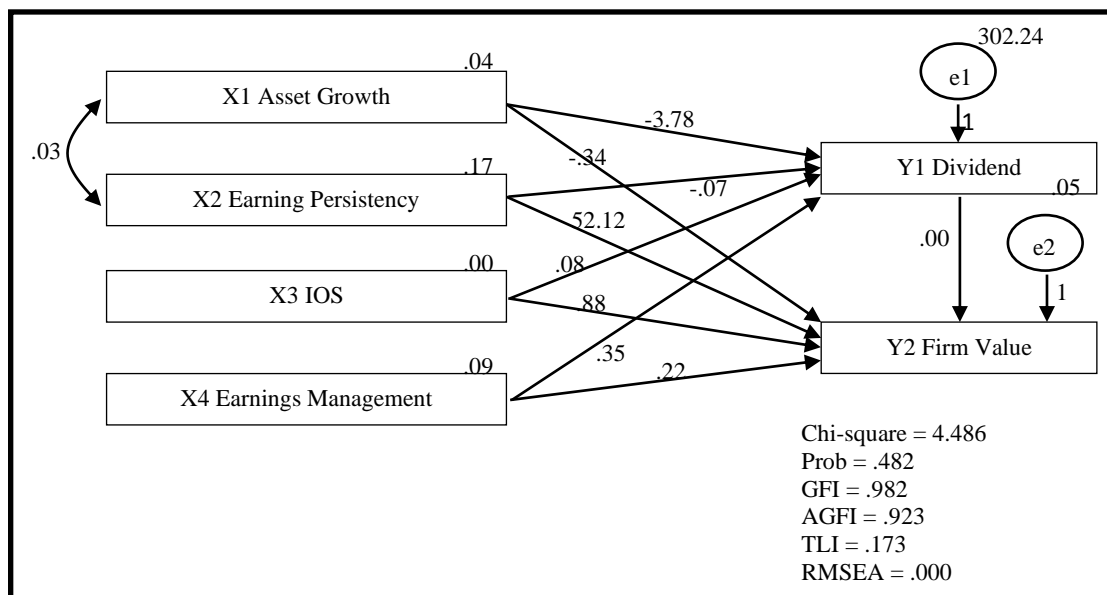 302.24
e1
1
.04
X1 Asset Growth
-3.78
-.34
Y1 Dividend
.03
.17
X2 Earning Persistency
-.07
.05
52.12
.00
e2
1
.00
X3 IOS
.08
.88
Y2 Firm Value
.09
X4 Earnings Management
.35
.22
Chi-square = 4.486
Prob = .482
GFI = .982
AGFI = .923
TLI = .173
RMSEA = .000